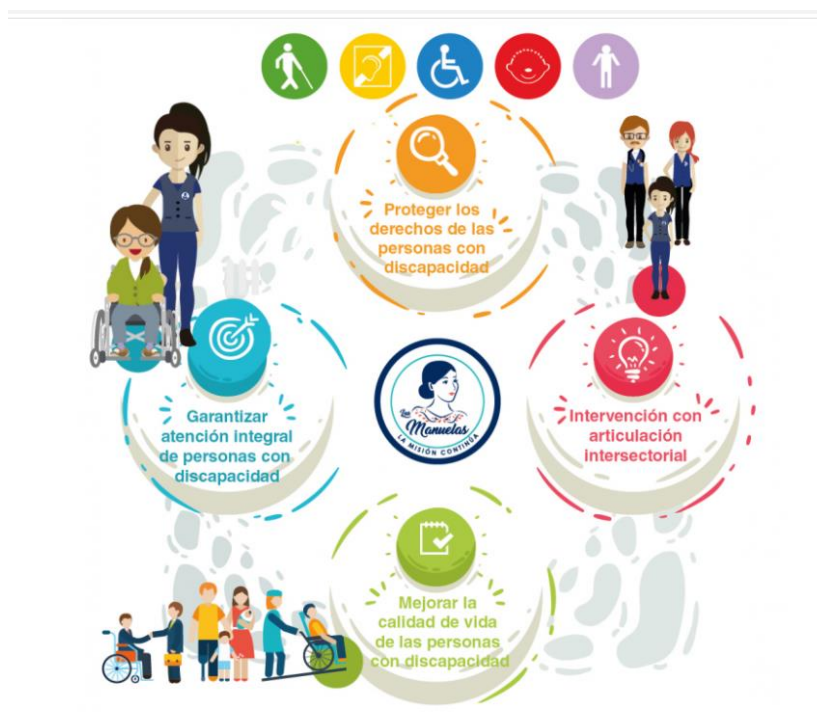 Proteger los
derechos de las
personas con
discapacidad
Garantizar
atención integral
de personas con
discapacidad
Las
Manuelas
LA MISIÓN CONTINÚA
Intervención con
articulación
intersectorial
Mejorar la
calidad de vida
de las personas
con discapacidad